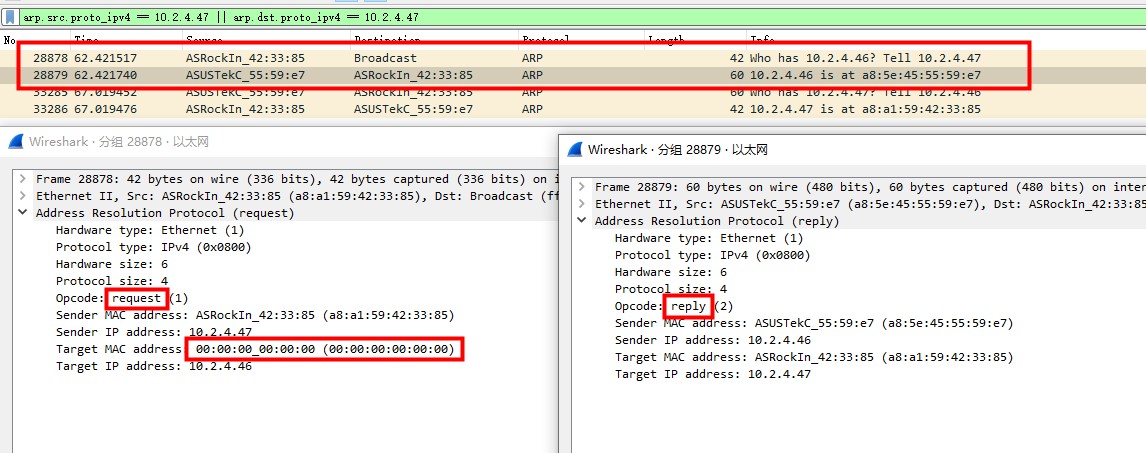 arp.src.proto_ipv4 == 10.2.4.47 || arp.dst.proto_ipv4 == 10.2.4.47
No. Time Source Destination Protocol Length Info
28878 62.421517 ASRockIn_42:33:85 Broadcast ARP 42 Who has 10.2.4.46? Tell 10.2.4.47
28879 62.421740 ASUSTekC_55:59:e7 ASRockIn_42:33:85 ARP 60 10.2.4.46 is at a8:5e:45:55:59:e7
33285 67.019452 ASUSTekC_55:59:e7 ASRockIn_42:33:85 ARP 60 Who has 10.2.4.47? Tell 10.2.4.46
33286 67.019476 ASRockIn_42:33:85 ASUSTekC_55:59:e7 ARP 42 10.2.4.47 is at a8:a1:59:42:33:85
Wireshark · 分组 28878 · 以太网
Frame 28878: 42 bytes on wire (336 bits), 42 bytes captured (336 bits) on i
Ethernet II, Src: ASRockIn_42:33:85 (a8:a1:59:42:33:85), Dst: Broadcast (ff
Address Resolution Protocol (request)
Hardware type: Ethernet (1)
Protocol type: IPv4 (0x0800)
Hardware size: 6
Protocol size: 4
Opcode: request (1)
Sender MAC address: ASRockIn_42:33:85 (a8:a1:59:42:33:85)
Sender IP address: 10.2.4.47
Target MAC address: 00:00:00_00:00:00 (00:00:00:00:00:00)
Target IP address: 10.2.4.46
Wireshark · 分组 28879 · 以太网
Frame 28879: 60 bytes on wire (480 bits), 60 bytes captured (480 bits) on inter
Ethernet II, Src: ASUSTekC_55:59:e7 (a8:5e:45:55:59:e7), Dst: ASRockIn_42:33:85
Address Resolution Protocol (reply)
Hardware type: Ethernet (1)
Protocol type: IPv4 (0x0800)
Hardware size: 6
Protocol size: 4
Opcode: reply (2)
Sender MAC address: ASUSTekC_55:59:e7 (a8:5e:45:55:59:e7)
Sender IP address: 10.2.4.46
Target MAC address: ASRockIn_42:33:85 (a8:a1:59:42:33:85)
Target IP address: 10.2.4.47